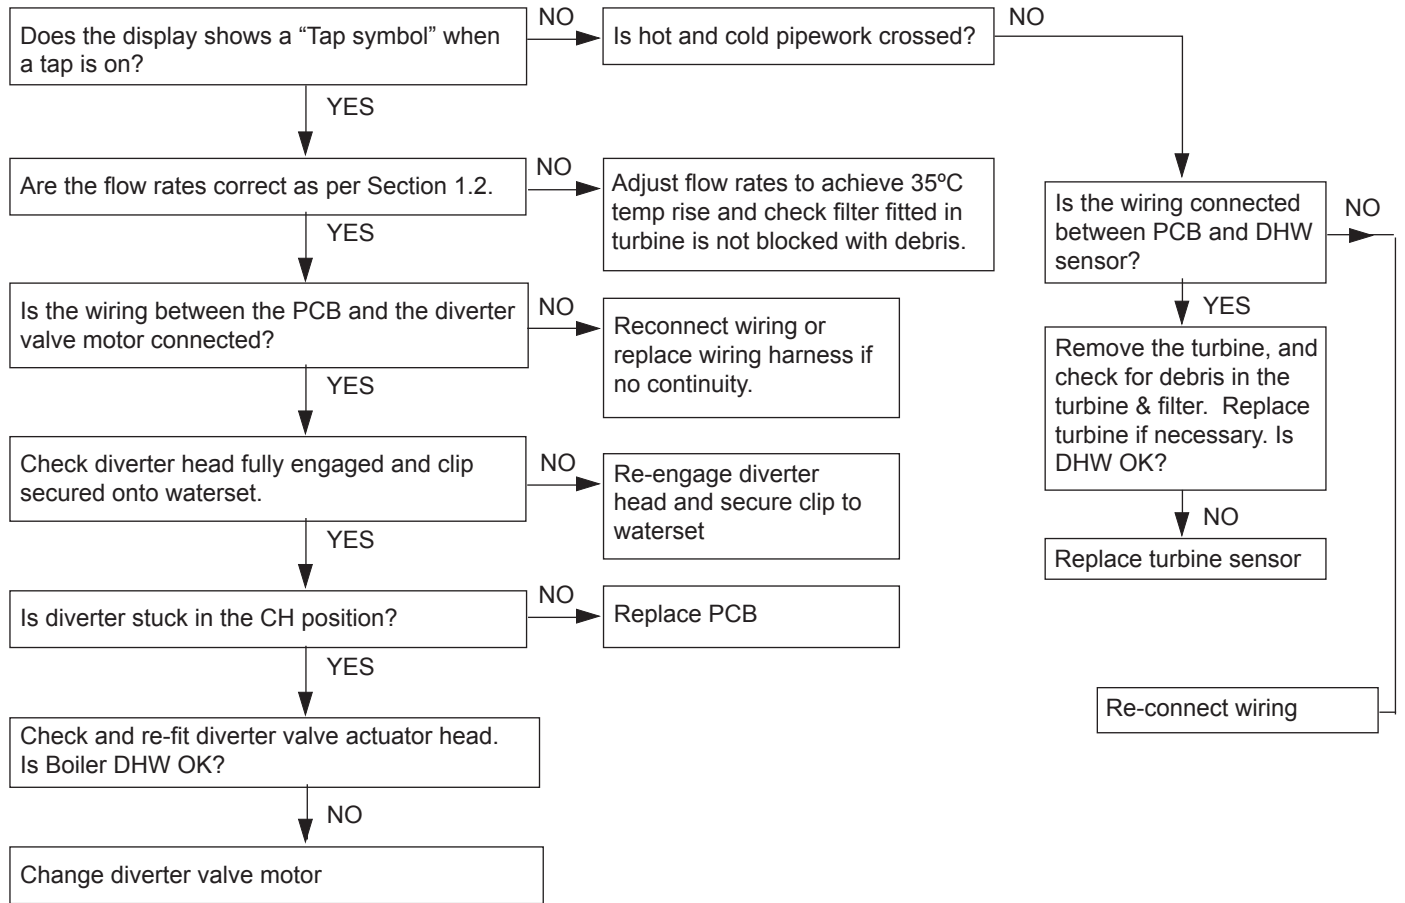 Does the display shows a “Tap symbol” when
a tap is on?
NO
Is hot and cold pipework crossed?
NO
YES
Are the flow rates correct as per Section 1.2.
NO
Adjust flow rates to achieve 35ºC
temp rise and check filter fitted in
turbine is not blocked with debris.
YES
Is the wiring connected
between PCB and DHW
sensor?
NO
YES
Is the wiring between the PCB and the diverter
valve motor connected?
NO
Reconnect wiring or
replace wiring harness if
no continuity.
YES
Remove the turbine, and
check for debris in the
turbine & filter.  Replace
turbine if necessary. Is
DHW OK?
NO
Replace turbine sensor
Check diverter head fully engaged and clip
secured onto waterset.
NO
Re-engage diverter
head and secure clip to
waterset
YES
Is diverter stuck in the CH position?
NO
Replace PCB
YES
Re-connect wiring
Check and re-fit diverter valve actuator head.
Is Boiler DHW OK?
NO
Change diverter valve motor